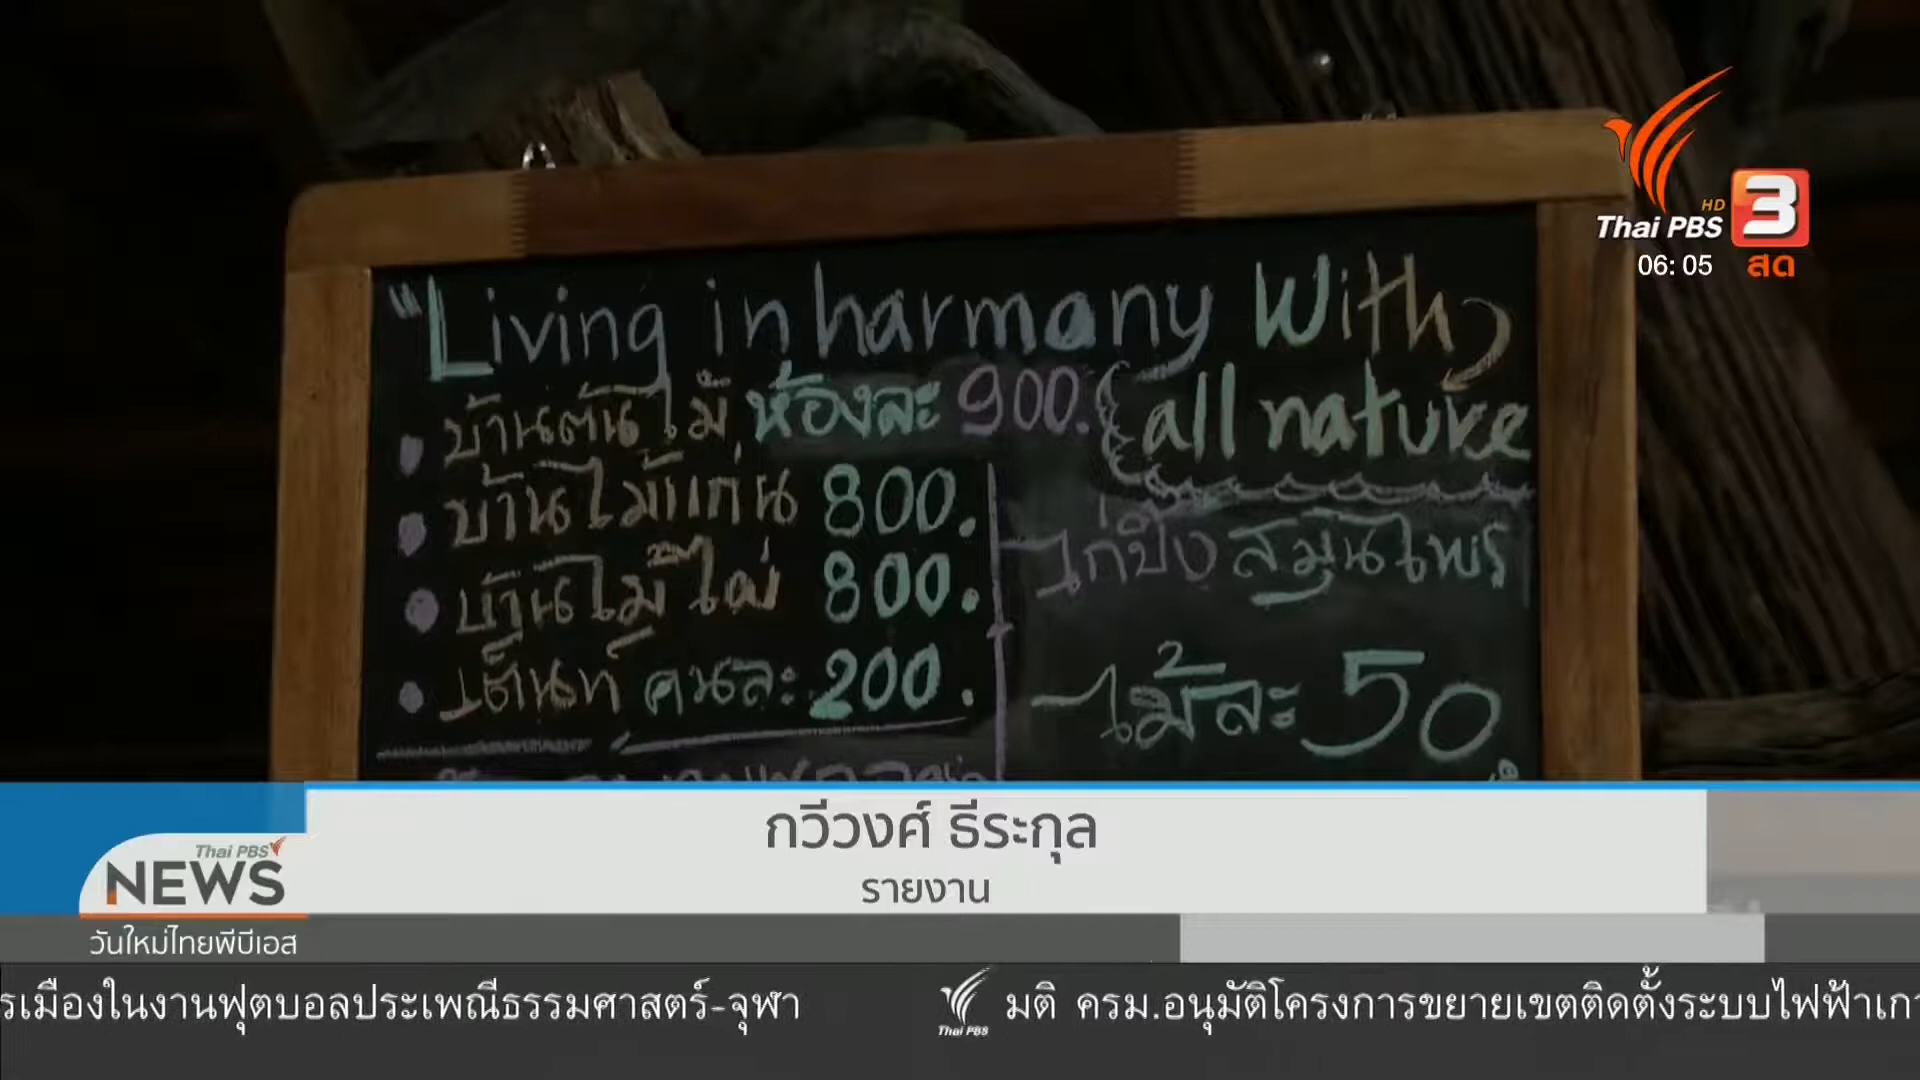 "Living in harmony With
all nature
บ้านต้นไม้ ห้องละ 900.
บ้านไม้แก่น 800.
บ้านไม้ไผ่ 800.
เต็นท์ คนละ 200.
ไก่ปิ้งสมุนไพร
ไม้ละ 50
HD
Thai PBS 3
06: 05 สด
กวีวงศ์ ธีระกุล
รายงาน
Thai PBS
NEWS
วันใหม่ไทยพีบีเอส
รเมืองในงานฟุตบอลประเพณีธรรมศาสตร์-จุฬา Thai PBS มติ ครม.อนุมัติโครงการขยายเขตติดตั้งระบบไฟฟ้าเกา